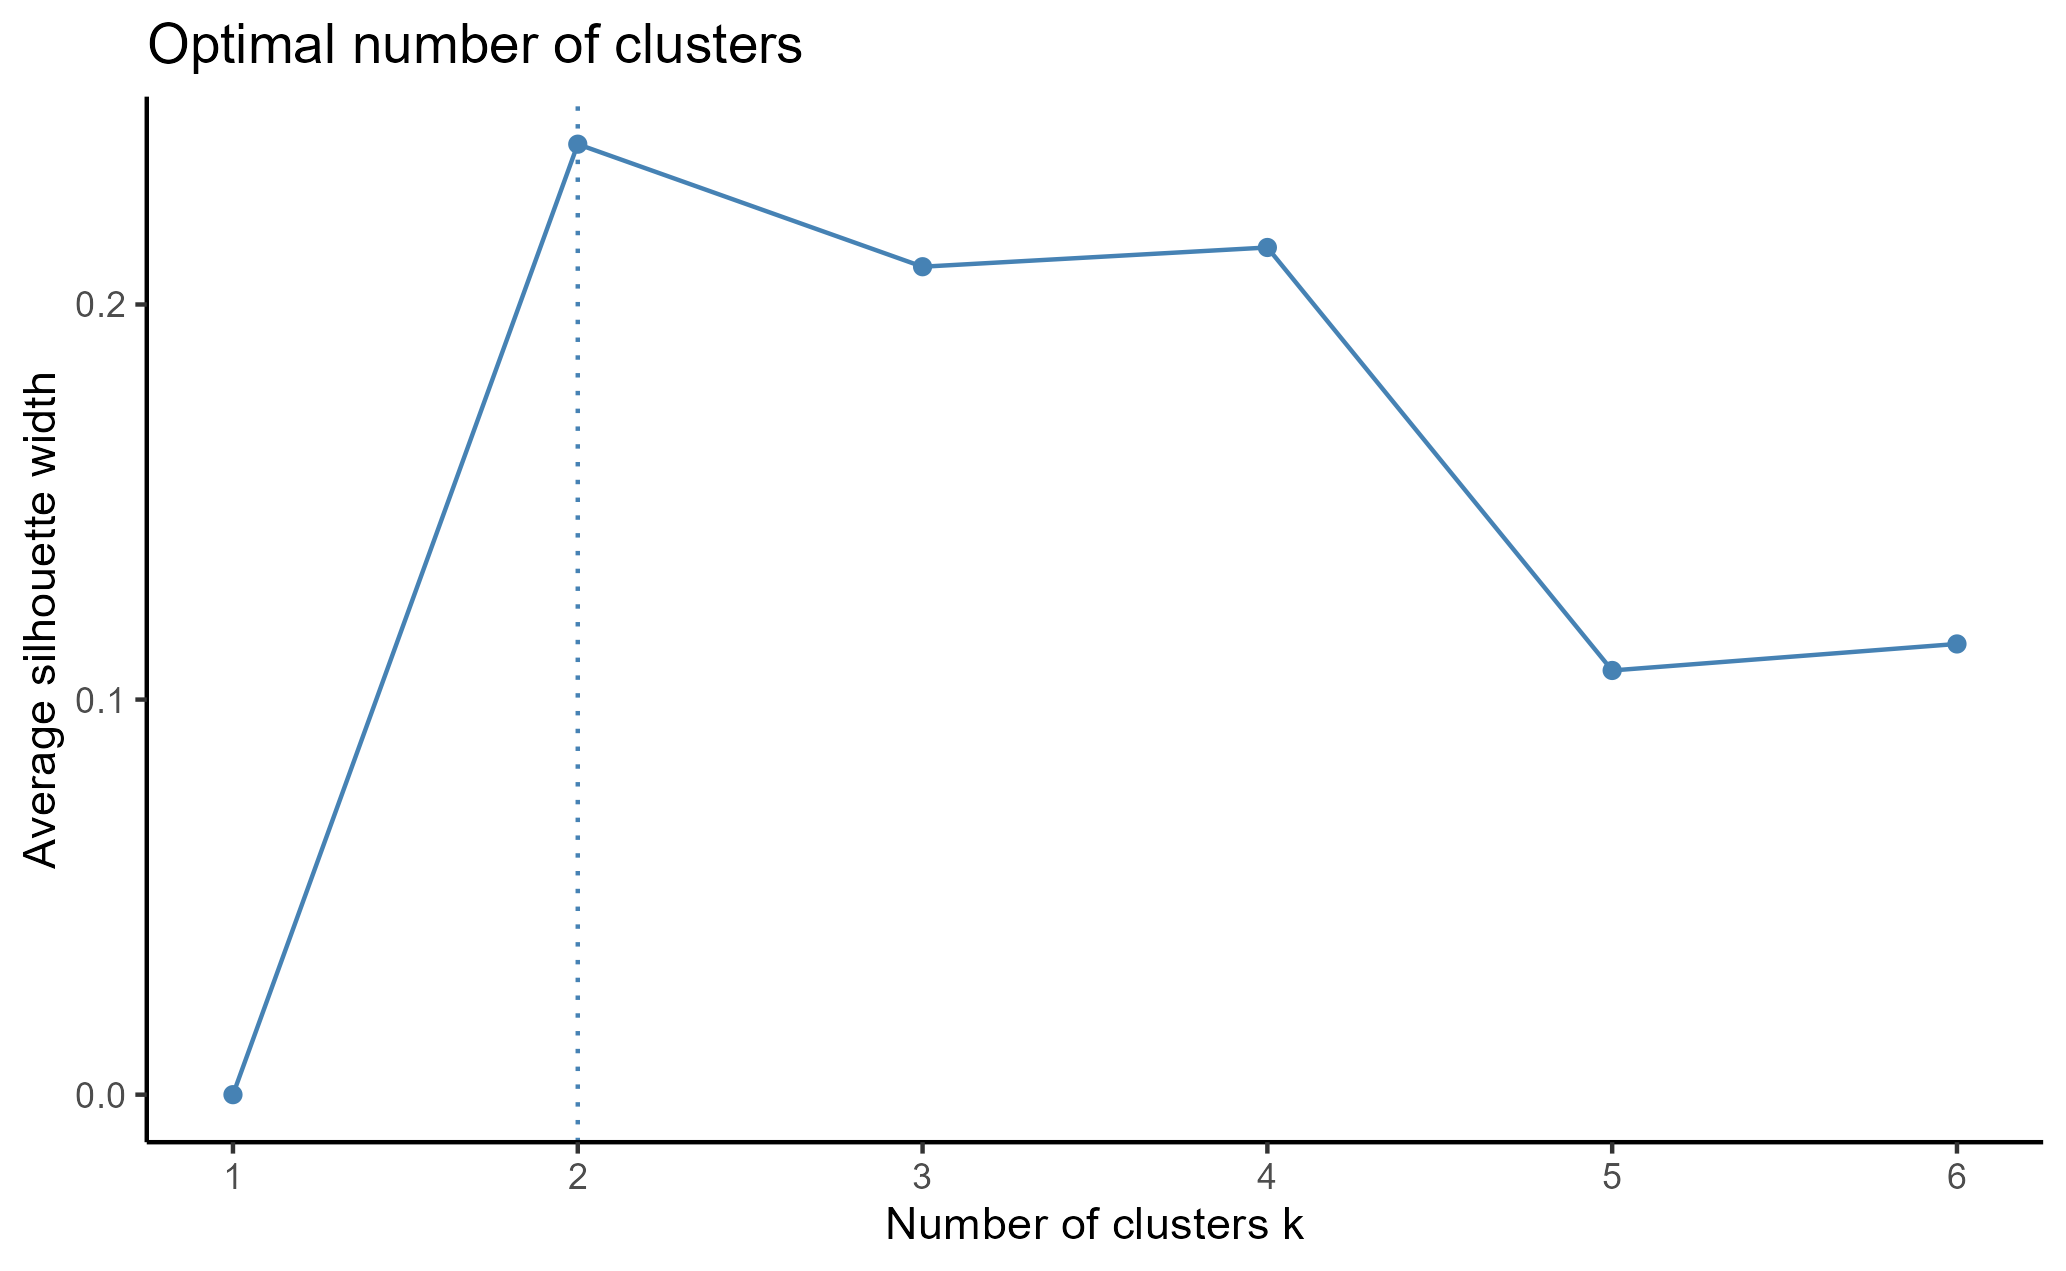 Optimal number of clusters
Average silhouette width
0.2
0.1
0.0
1 2 3 4 5 6
Number of clusters k